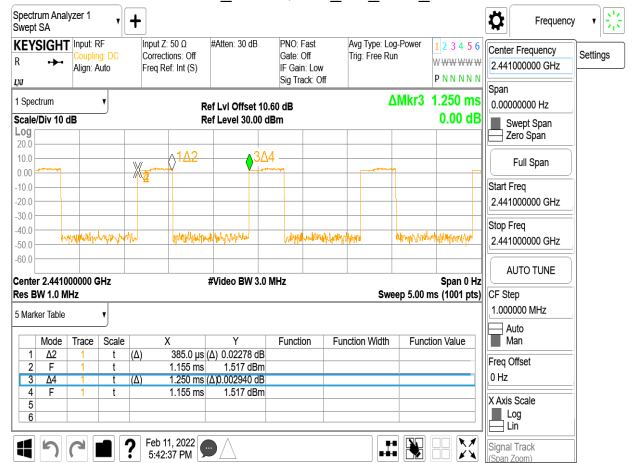 Spectrum Analyzer 1
Swept SA
Frequency
KEYSIGHT
R
Input: RF
Coupling: DC
Align: Auto
Input Z: 50 Ω
Corrections: Off
Freq Ref: Int (S)
#Atten: 30 dB
PNO: Fast
Gate: Off
IF Gain: Low
Sig Track: Off
Avg Type: Log-Power
Trig: Free Run
1 2 3 4 5 6
W W W W W W
P N N N N N
Center Frequency
2.441000000 GHz
Settings
Span
0.00000000 Hz
Swept Span
Zero Span
Full Span
Start Freq
2.441000000 GHz
Stop Freq
2.441000000 GHz
AUTO TUNE
CF Step
1.000000 MHz
Auto
Man
Freq Offset
0 Hz
X Axis Scale
Log
Lin
Signal Track
(Span Zoom)
1 Spectrum
Scale/Div 10 dB
Ref Lvl Offset 10.60 dB
Ref Level 30.00 dBm
ΔMkr3 1.250 ms
0.00 dB
Log
20.0
10.0
0.00
-10.0
-20.0
-30.0
-40.0
-50.0
-60.0
1Δ2
3Δ4
Center 2.441000000 GHz
Res BW 1.0 MHz
#Video BW 3.0 MHz
Span 0 Hz
Sweep 5.00 ms (1001 pts)
5 Marker Table
Mode Trace Scale X Y Function Function Width Function Value
1 Δ2 1 t (Δ) 385.0 µs (Δ) 0.02278 dB
2 F 1 t 1.155 ms 1.517 dBm
3 Δ4 1 t (Δ) 1.250 ms (Δ)0.002940 dB
4 F 1 t 1.155 ms 1.517 dBm
5
6
?
Feb 11, 2022
5:42:37 PM